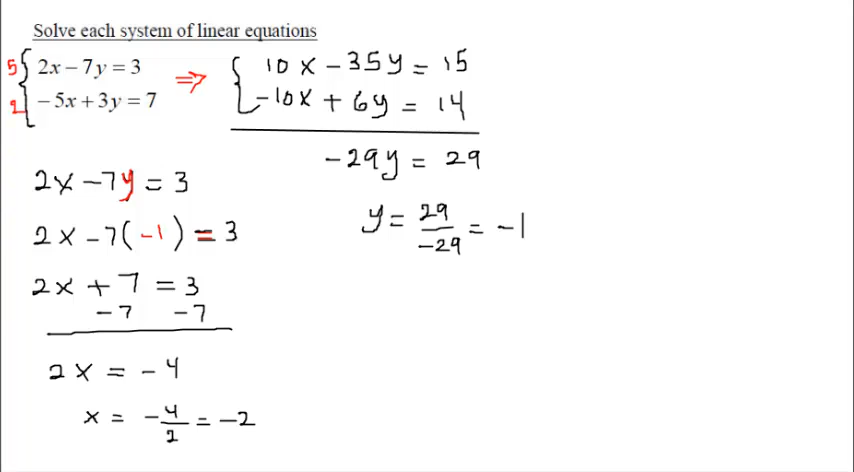 Solve each system of linear equations
5 { 2x − 7y = 3 ⇒ { 10x − 35y = 15
2 { −5x + 3y = 7 { −10x + 6y = 14
−29y = 29
y = 29/−29 = −1
2x − 7y = 3
2x − 7(−1) = 3
2x + 7 = 3
−7 −7
2x = −4
x = −4/2 = −2